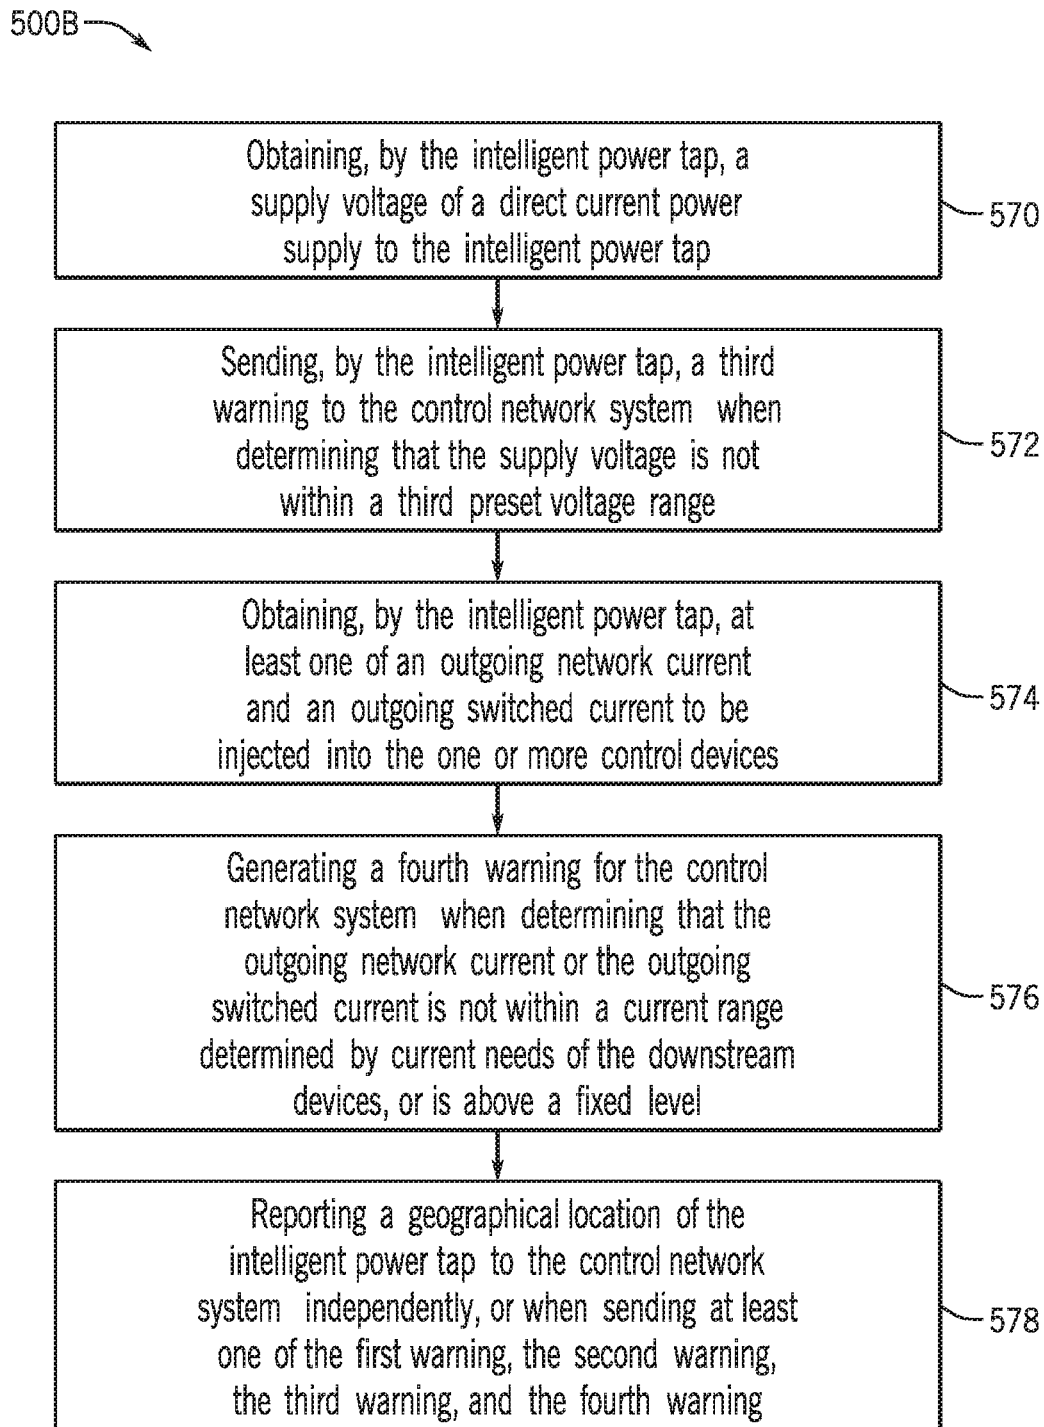 500B
Obtaining, by the intelligent power tap, a
supply voltage of a direct current power
supply to the intelligent power tap
570
Sending, by the intelligent power tap, a third
warning to the control network system when
determining that the supply voltage is not
within a third preset voltage range
572
Obtaining, by the intelligent power tap, at
least one of an outgoing network current
and an outgoing switched current to be
injected into the one or more control devices
574
Generating a fourth warning for the control
network system when determining that the
outgoing network current or the outgoing
switched current is not within a current range
determined by current needs of the downstream
devices, or is above a fixed level
576
Reporting a geographical location of the
intelligent power tap to the control network
system independently, or when sending at least
one of the first warning, the second warning,
the third warning, and the fourth warning
578